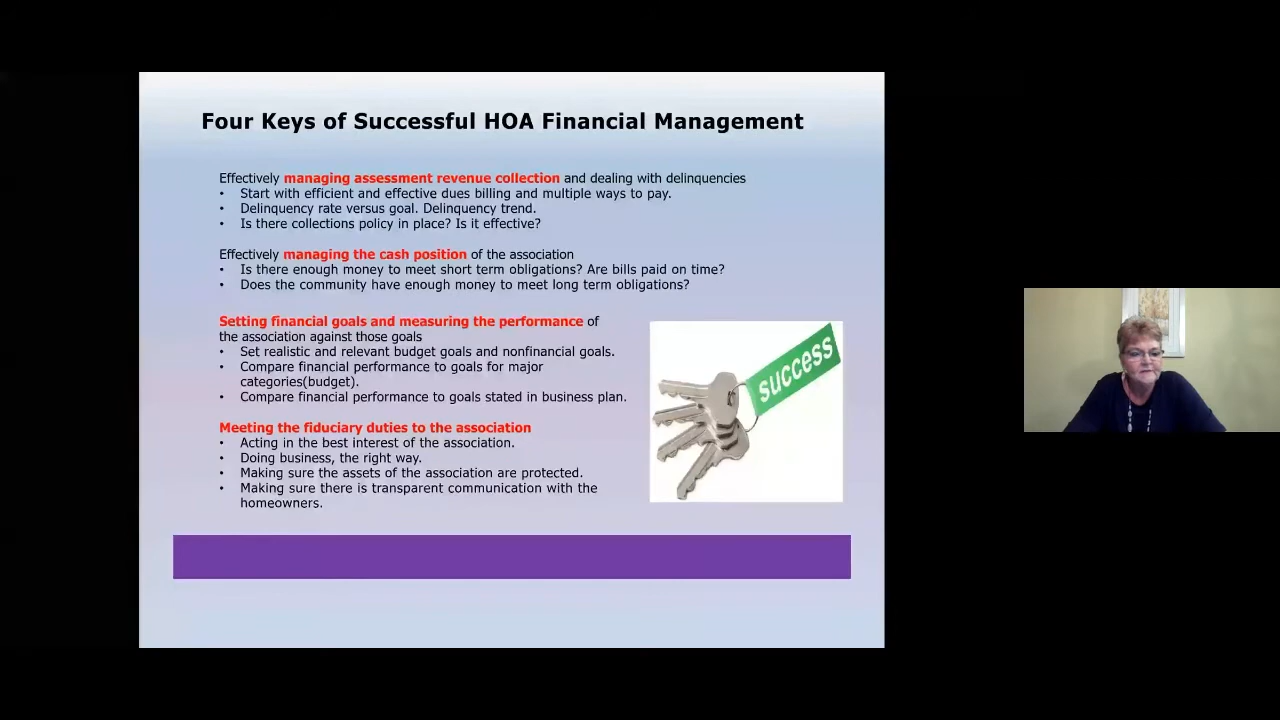 Four Keys of Successful HOA Financial Management
Effectively managing assessment revenue collection and dealing with delinquencies
• Start with efficient and effective dues billing and multiple ways to pay.
• Delinquency rate versus goal. Delinquency trend.
• Is there collections policy in place? Is it effective?
Effectively managing the cash position of the association
• Is there enough money to meet short term obligations? Are bills paid on time?
• Does the community have enough money to meet long term obligations?
Setting financial goals and measuring the performance of
the association against those goals
• Set realistic and relevant budget goals and nonfinancial goals.
• Compare financial performance to goals for major
categories(budget).
• Compare financial performance to goals stated in business plan.
Meeting the fiduciary duties to the association
• Acting in the best interest of the association.
• Doing business, the right way.
• Making sure the assets of the association are protected.
• Making sure there is transparent communication with the
homeowners.
success